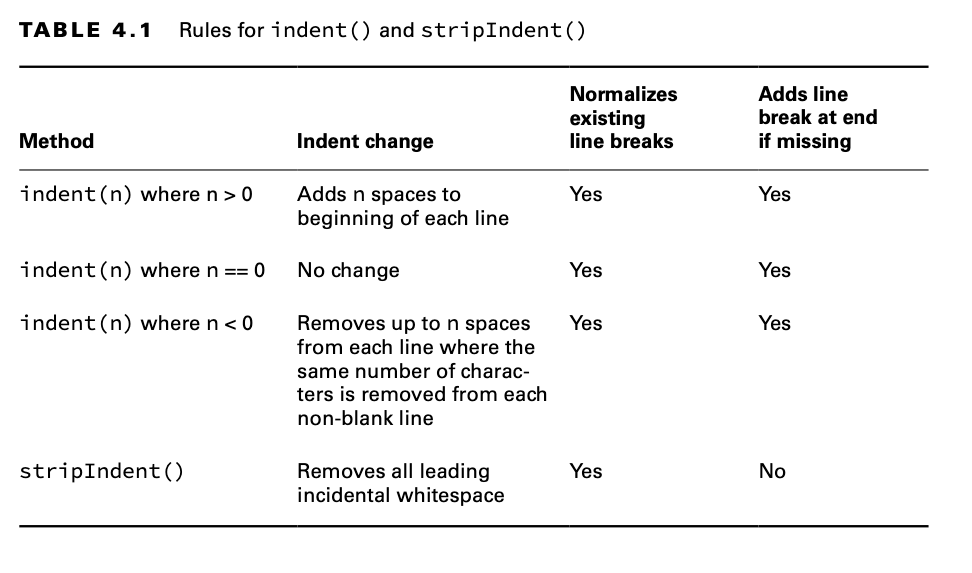 TABLE 4.1 Rules for indent() and stripIndent()
Normalizes Adds line
existing break at end
Method Indent change line breaks if missing
indent(n) where n > 0 Adds n spaces to Yes Yes
beginning of each line
indent(n) where n == 0 No change Yes Yes
indent(n) where n < 0 Removes up to n spaces Yes Yes
from each line where the
same number of charac-
ters is removed from each
non-blank line
stripIndent() Removes all leading Yes No
incidental whitespace